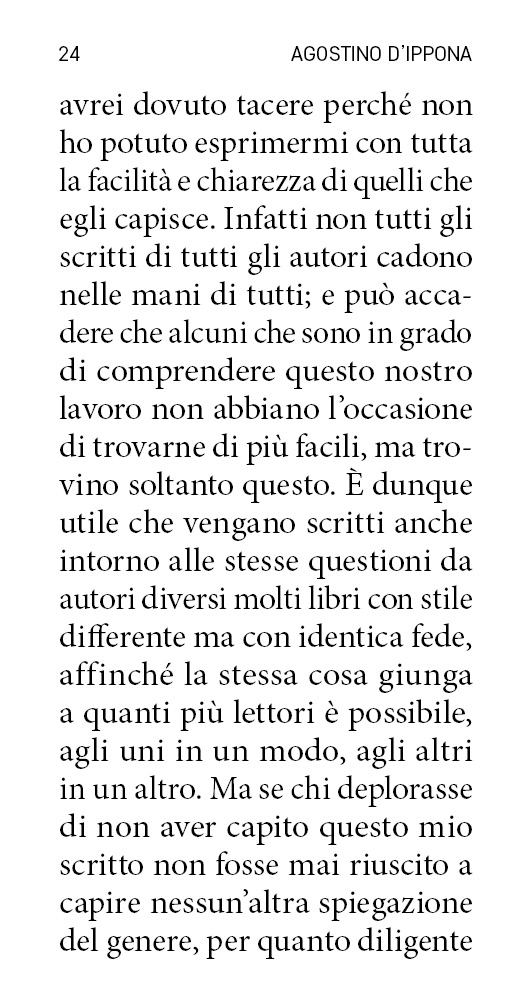 24 AGOSTINO D'IPPONA
avrei dovuto tacere perché non
ho potuto esprimermi con tutta
la facilità e chiarezza di quelli che
egli capisce. Infatti non tutti gli
scritti di tutti gli autori cadono
nelle mani di tutti; e può acca-
dere che alcuni che sono in grado
di comprendere questo nostro
lavoro non abbiano l’occasione
di trovarne di più facili, ma tro-
vino soltanto questo. È dunque
utile che vengano scritti anche
intorno alle stesse questioni da
autori diversi molti libri con stile
differente ma con identica fede,
affinché la stessa cosa giunga
a quanti più lettori è possibile,
agli uni in un modo, agli altri
in un altro. Ma se chi deplorasse
di non aver capito questo mio
scritto non fosse mai riuscito a
capire nessun’altra spiegazione
del genere, per quanto diligente